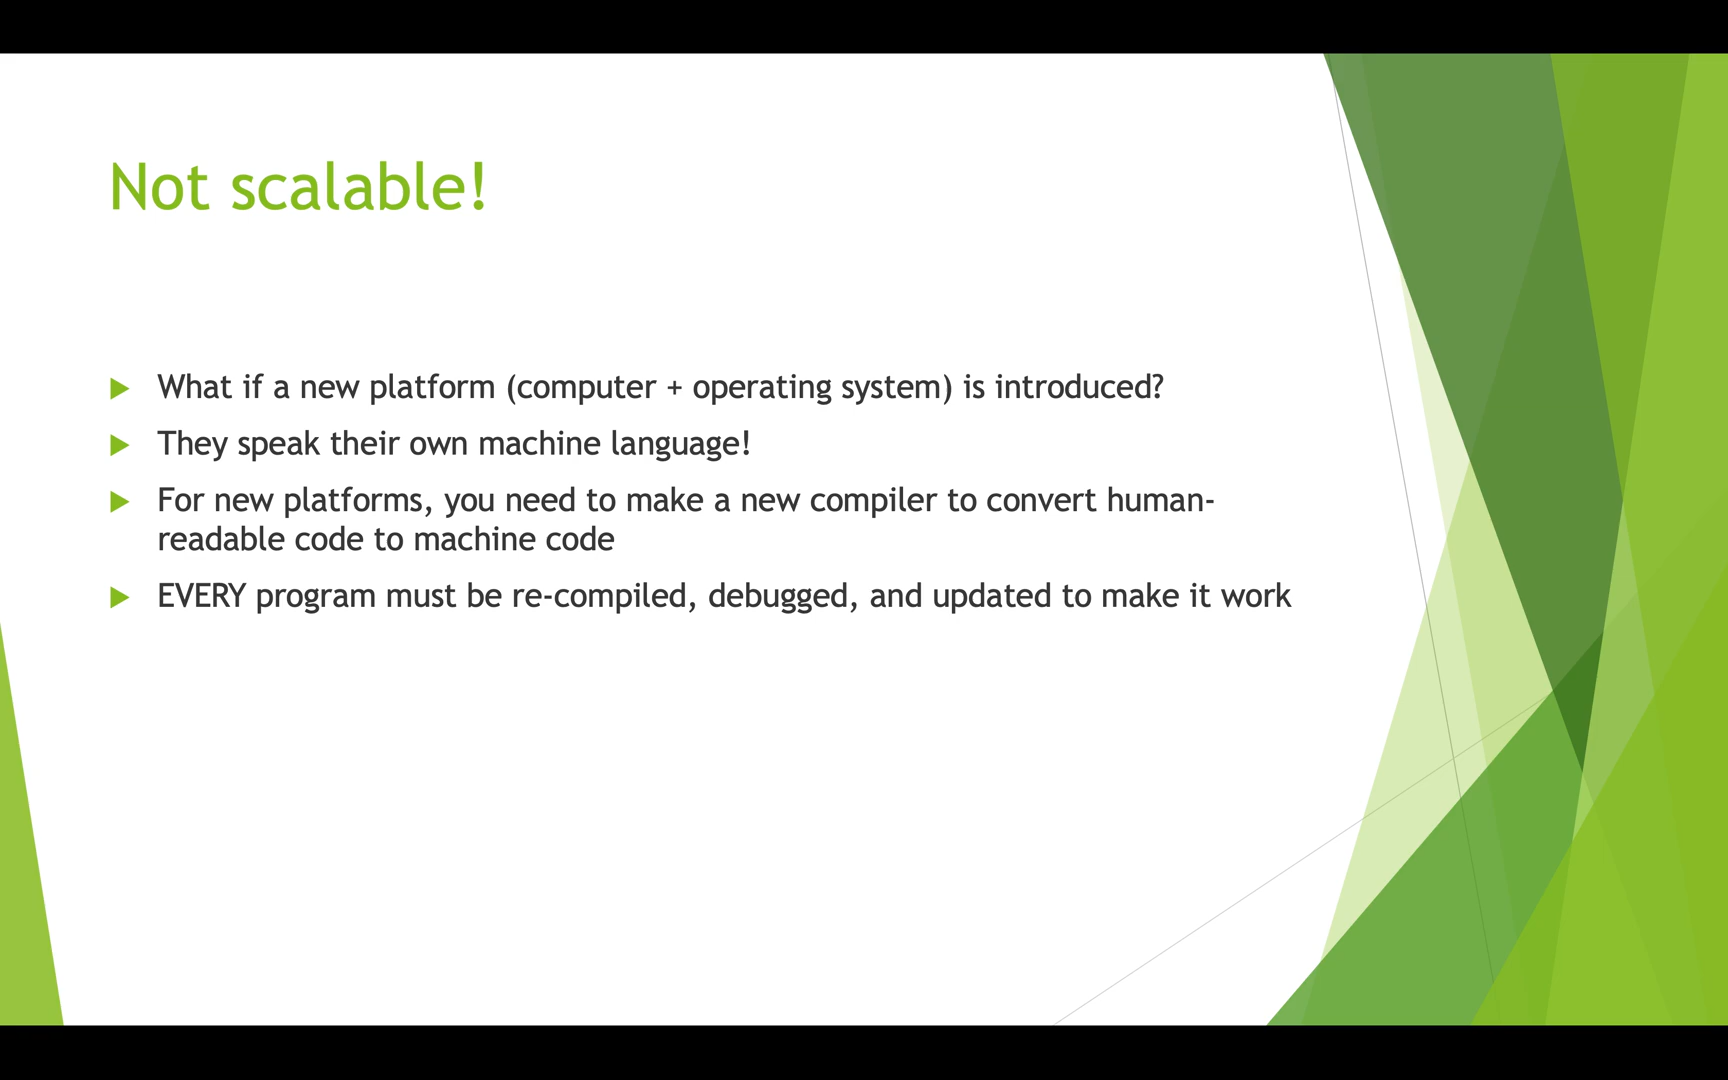 Not scalable!
What if a new platform (computer + operating system) is introduced?
They speak their own machine language!
For new platforms, you need to make a new compiler to convert human-
readable code to machine code
EVERY program must be re-compiled, debugged, and updated to make it work